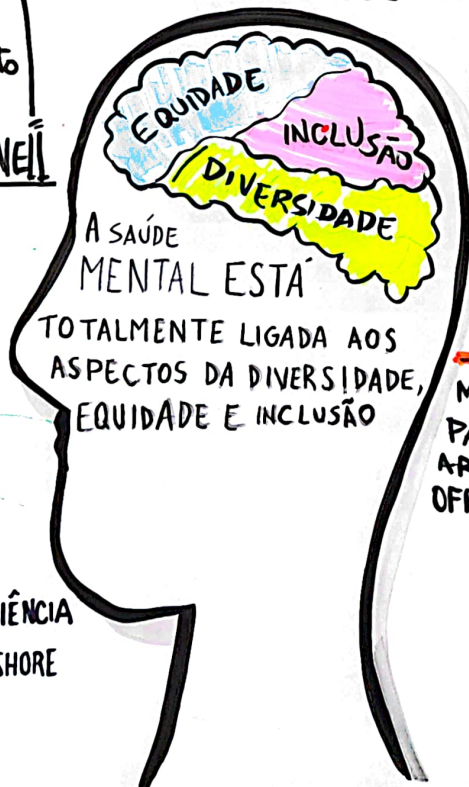 EQUIDADE
INCLUSÃO
DIVERSIDADE
A SAÚDE
MENTAL ESTÁ
TOTALMENTE LIGADA AOS
ASPECTOS DA DIVERSIDADE,
EQUIDADE E INCLUSÃO